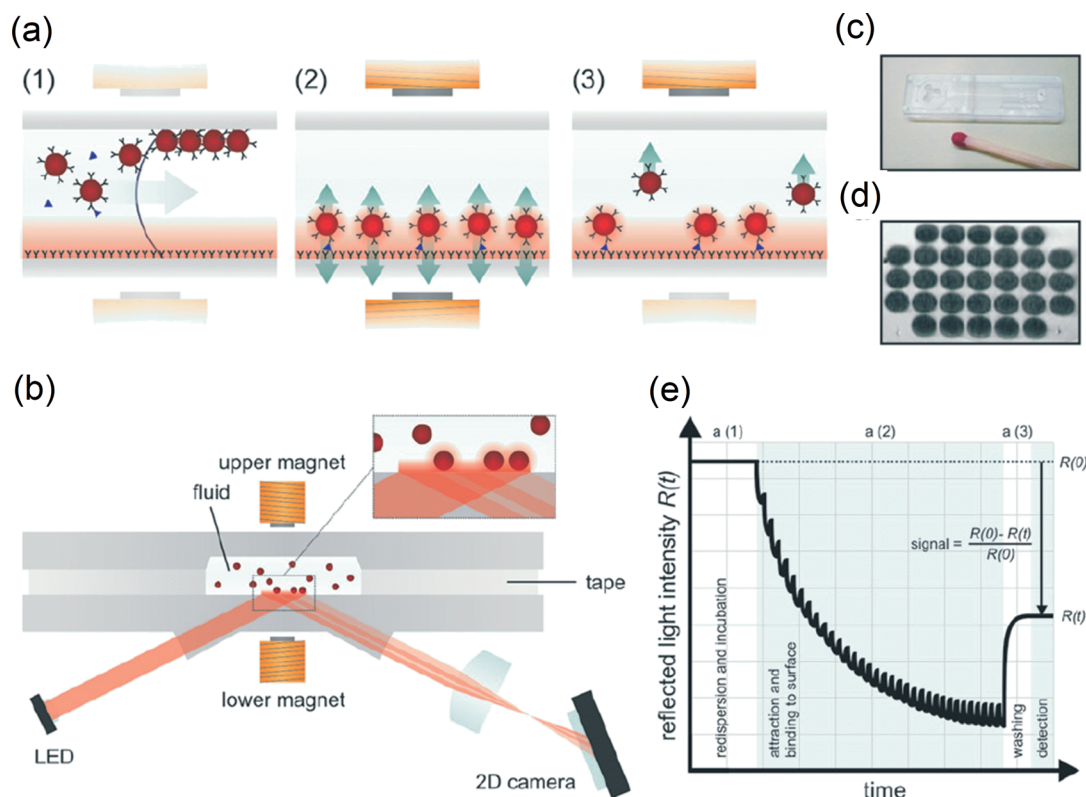 (a)
(1)
(2)
(3)
(c)
(d)
(b)
upper magnet
fluid
tape
lower magnet
LED
2D camera
(e)
a (1)
a (2)
a (3)
R(0)
signal = R(0)- R(t)
R(0)
R(t)
reflected light intensity R(t)
redispersion and incubation
attraction and
binding to surface
washing
detection
time